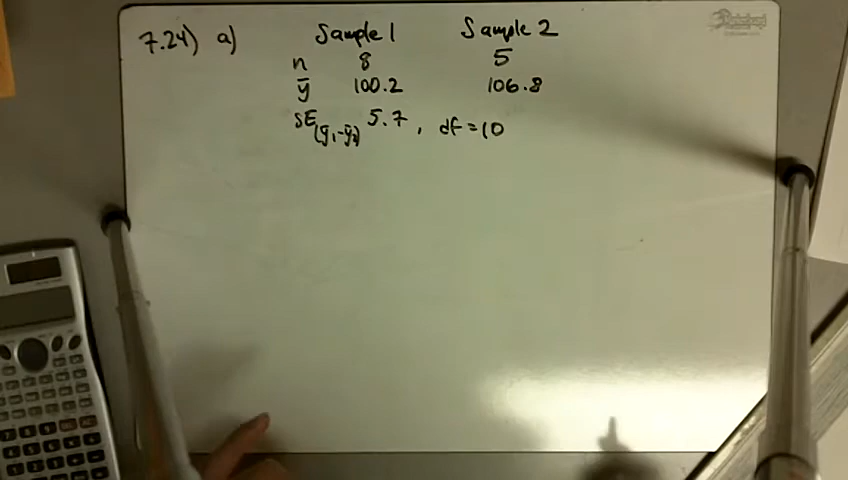 7.24) a) Sample 1 Sample 2
n 8 5
ȳ 100.2 106.8
SE(ȳ₁-ȳ₂) 5.7, df = 10